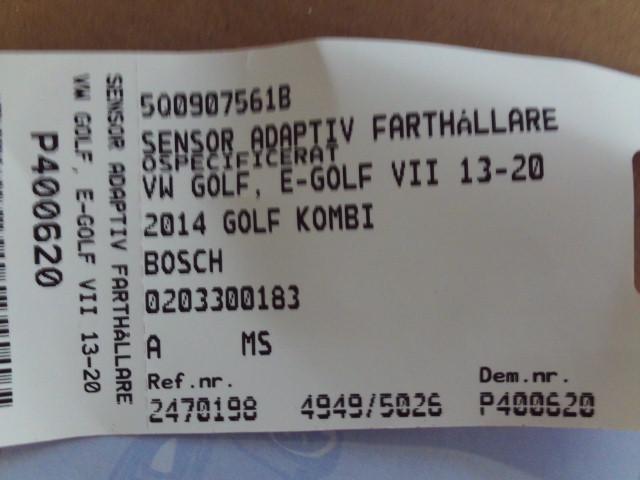 5Q0907561B
SENSOR ADAPTIV FARTHÅLLARE
OSPECIFICERAT
VW GOLF, E-GOLF VII 13-20
2014 GOLF KOMBI
BOSCH
0203300183
A MS
Ref.nr. Dem.nr.
2470198 4949/5026 P400620
SENSOR ADAPTIV FARTHÅLLARE
VW GOLF, E-GOLF VII 13-20
P400620